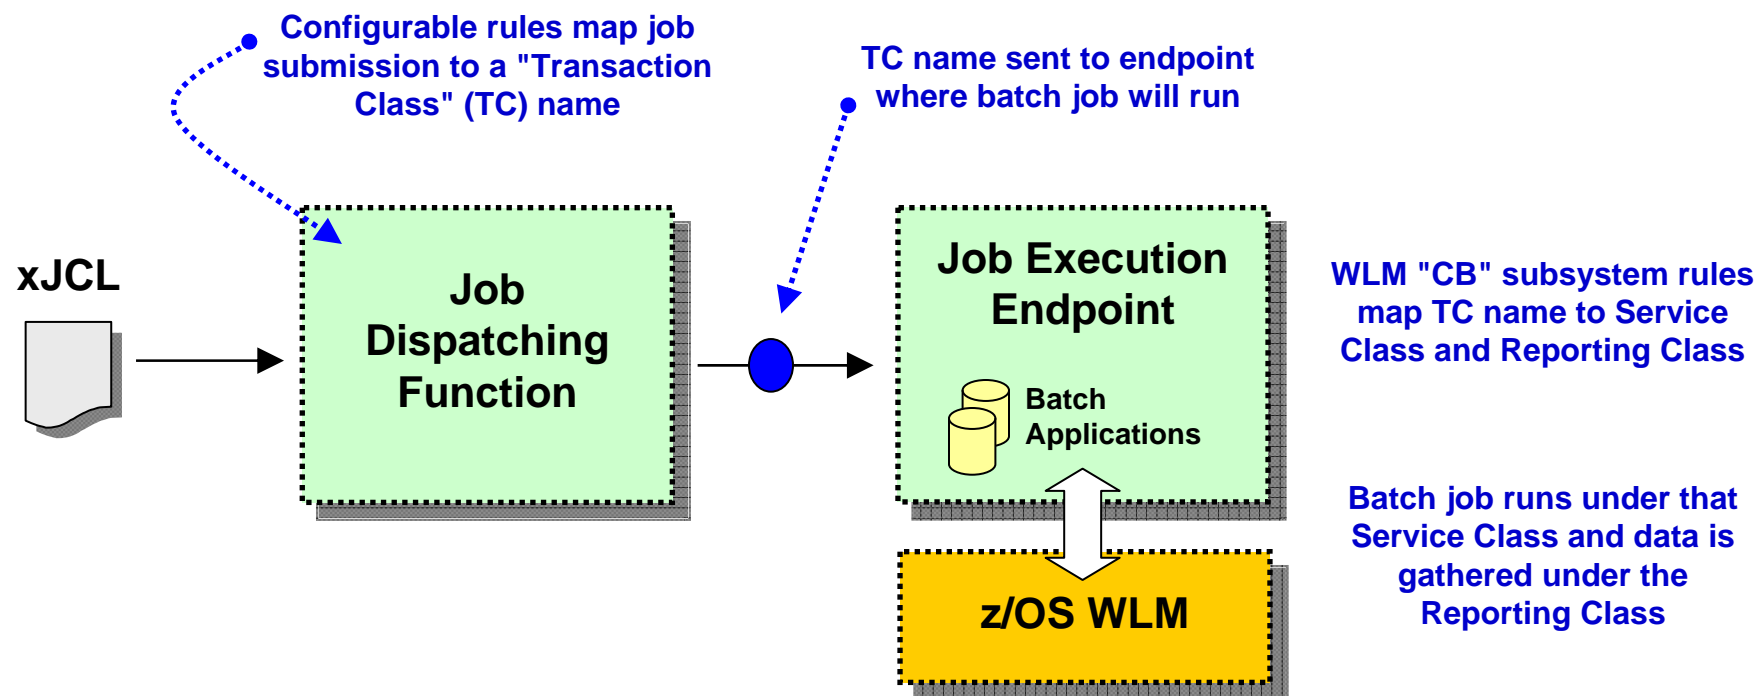 Configurable rules map job
submission to a "Transaction
Class" (TC) name
TC name sent to endpoint
where batch job will run
xJCL
Job
Dispatching
Function
Job Execution
Endpoint
Batch
Applications
z/OS WLM
WLM "CB" subsystem rules
map TC name to Service
Class and Reporting Class
Batch job runs under that
Service Class and data is
gathered under the
Reporting Class